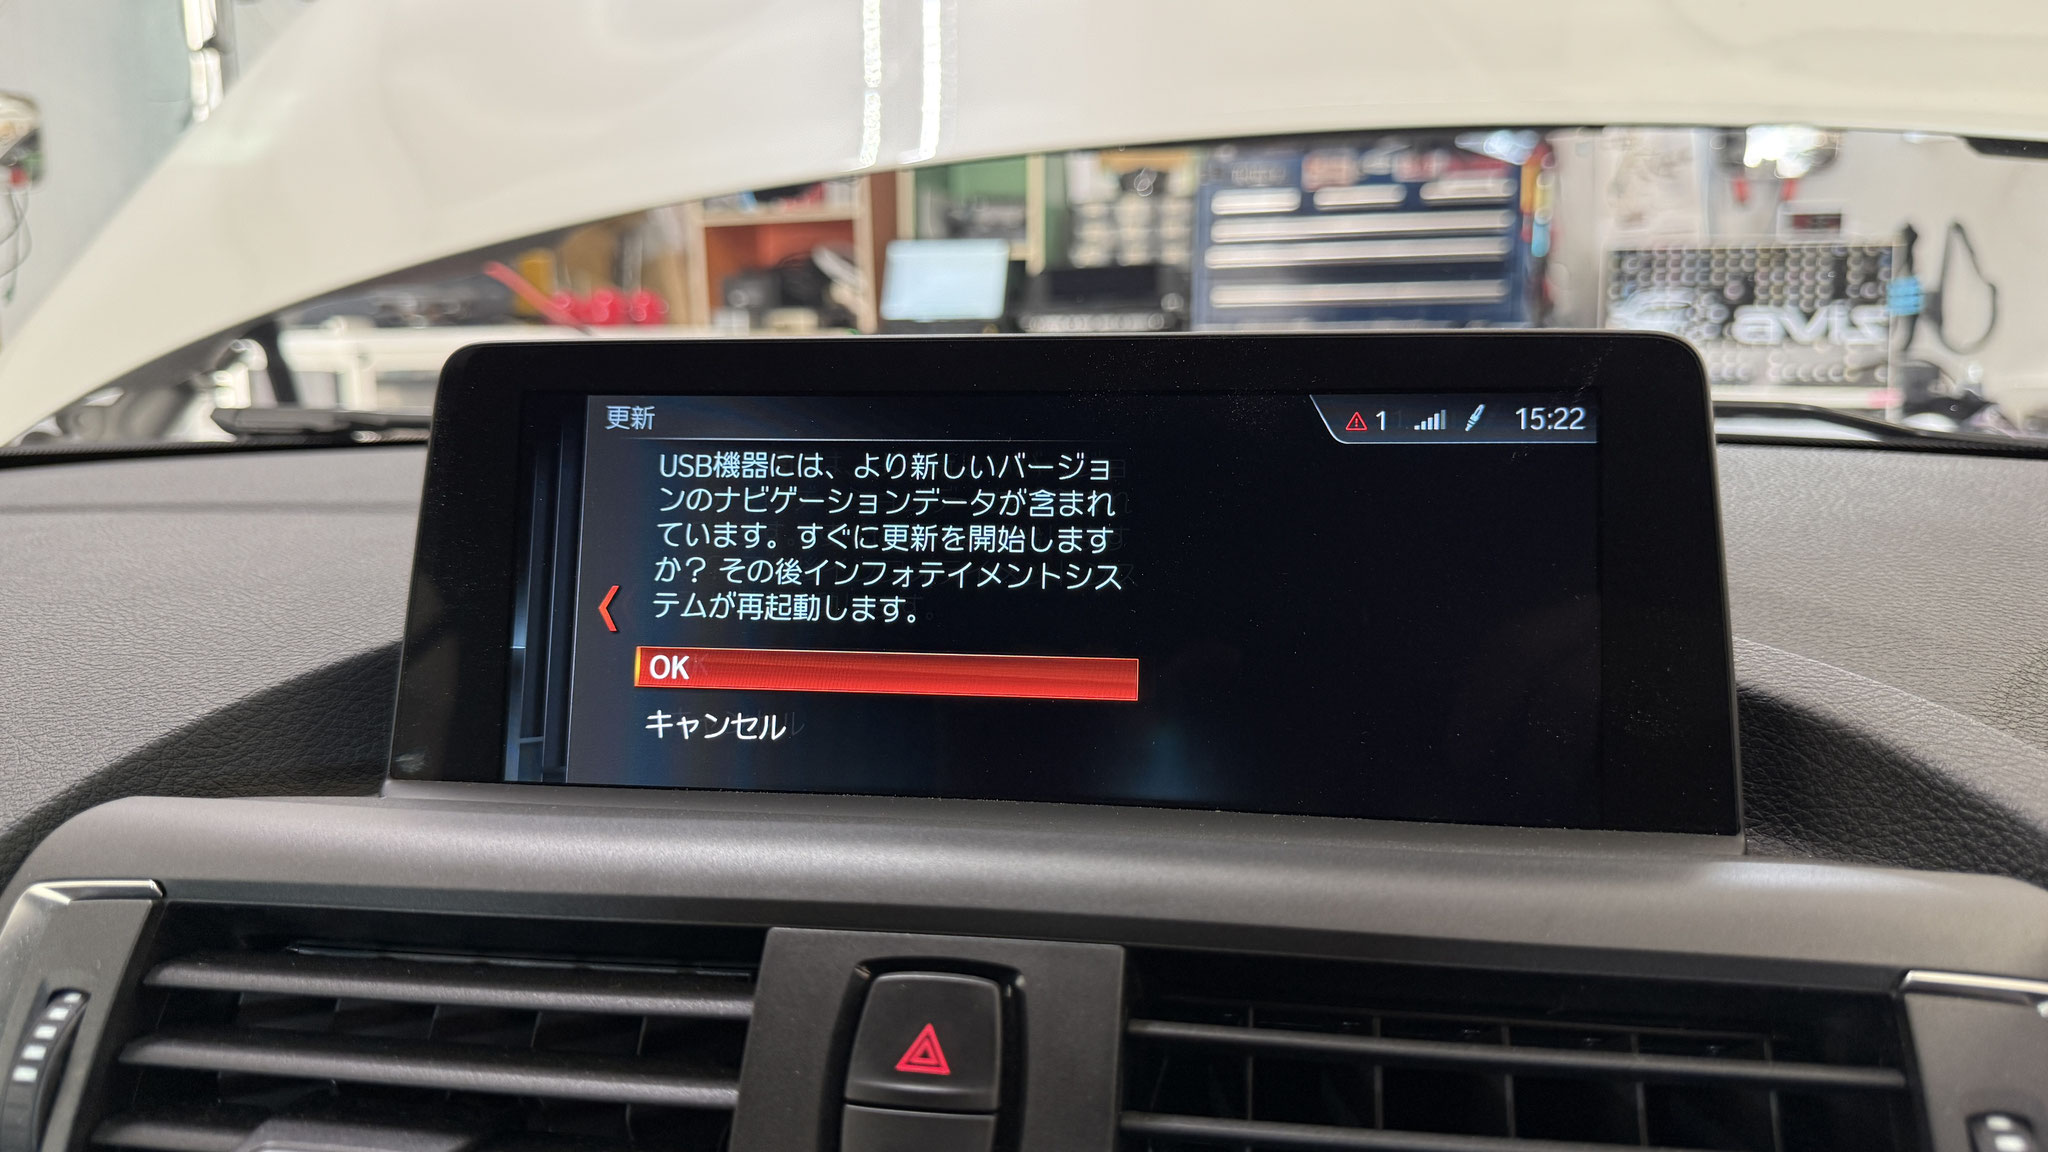 更新
1
15:22
USB機器には、より新しいバージョ
ンのナビゲーションデータが含まれ
ています。すぐに更新を開始します
か? その後インフォテイメントシス
テムが再起動します。
OK
キャンセル
avis